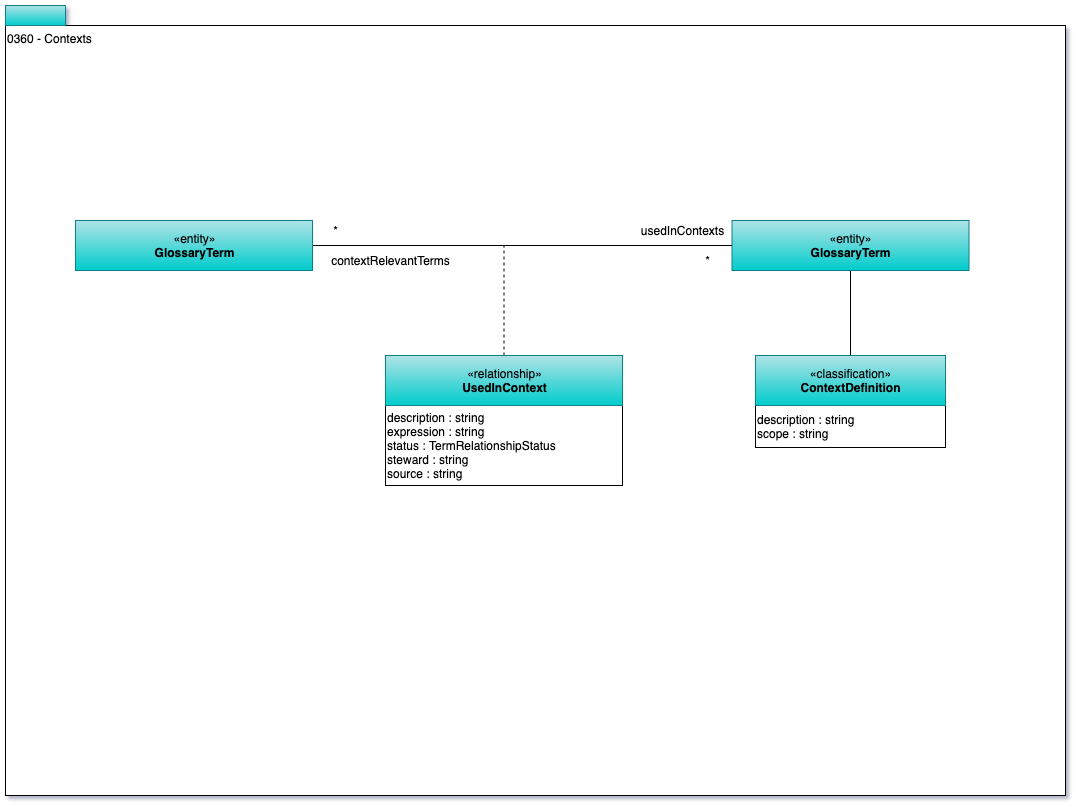 0360 - Contexts
*
usedInContexts
«entity»
GlossaryTerm
«entity»
GlossaryTerm
contextRelevantTerms
*
«relationship»
UsedInContext
«classification»
ContextDefinition
description : string
expression : string
status : TermRelationshipStatus
steward : string
source : string
description : string
scope : string